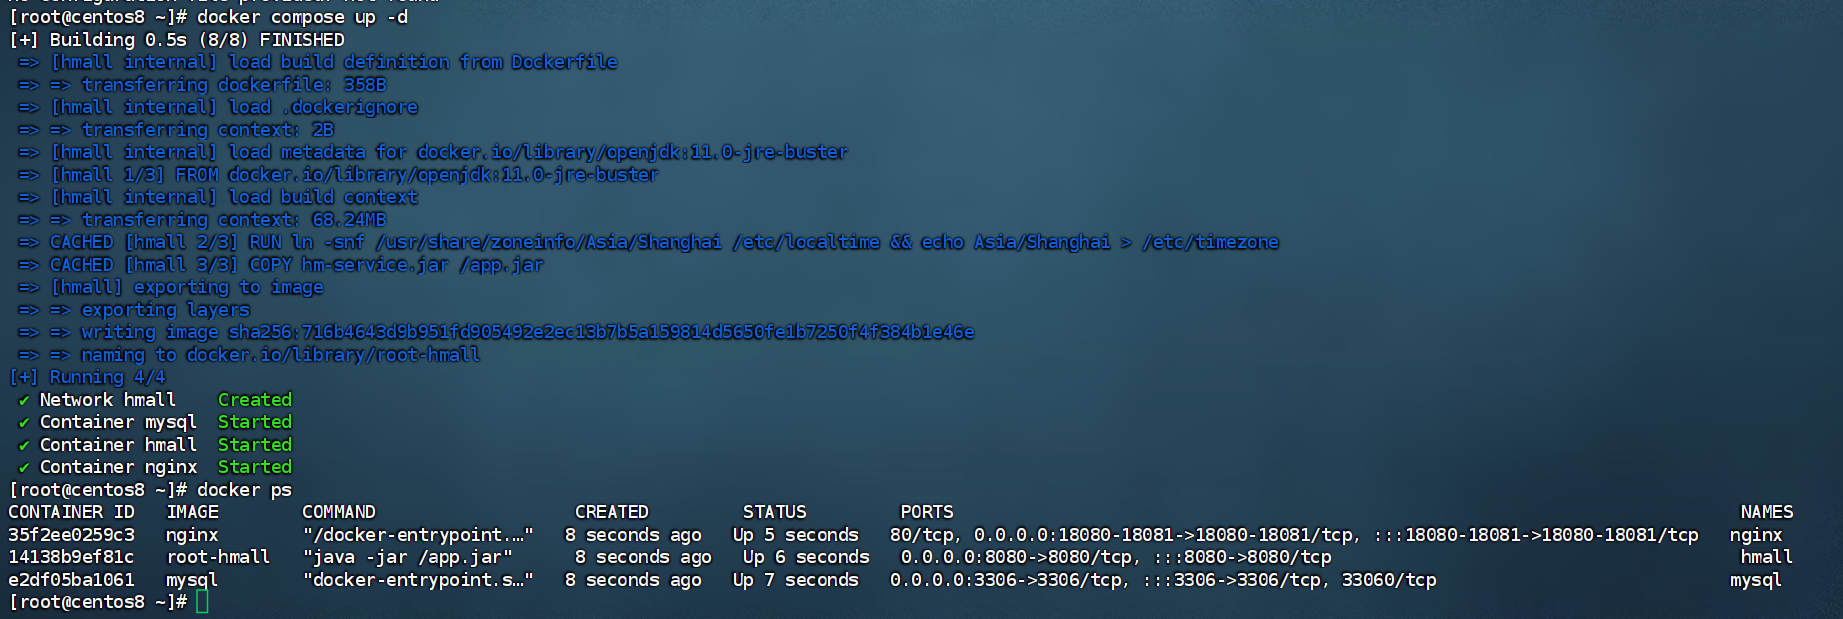 [root@centos8 ~]# docker compose up -d
[+] Building 0.5s (8/8) FINISHED
=> [hmall internal] load build definition from Dockerfile
=> => transferring dockerfile: 358B
=> [hmall internal] load .dockerignore
=> => transferring context: 2B
=> [hmall internal] load metadata for docker.io/library/openjdk:11.0-jre-buster
=> [hmall 1/3] FROM docker.io/library/openjdk:11.0-jre-buster
=> [hmall internal] load build context
=> => transferring context: 68.24MB
=> CACHED [hmall 2/3] RUN ln -snf /usr/share/zoneinfo/Asia/Shanghai /etc/localtime && echo Asia/Shanghai > /etc/timezone
=> CACHED [hmall 3/3] COPY hm-service.jar /app.jar
=> [hmall] exporting to image
=> => exporting layers
=> => writing image sha256:716b4643d9b951fd905492e2ec13b7b5a159814d5650fe1b7250f4f384b1e46e
=> => naming to docker.io/library/root-hmall
[+] Running 4/4
✔ Network hmall    Created
✔ Container mysql  Started
✔ Container hmall  Started
✔ Container nginx  Started
[root@centos8 ~]# docker ps
CONTAINER ID   IMAGE        COMMAND                   CREATED         STATUS         PORTS                                                                           NAMES
35f2ee0259c3   nginx        "/docker-entrypoint.…"   8 seconds ago   Up 5 seconds   80/tcp, 0.0.0.0:18080-18081->18080-18081/tcp, :::18080-18081->18080-18081/tcp   nginx
14138b9ef81c   root-hmall   "java -jar /app.jar"      8 seconds ago   Up 6 seconds   0.0.0.0:8080->8080/tcp, :::8080->8080/tcp                                       hmall
e2df05ba1061   mysql        "docker-entrypoint.s…"   8 seconds ago   Up 7 seconds   0.0.0.0:3306->3306/tcp, :::3306->3306/tcp, 33060/tcp                            mysql
[root@centos8 ~]#